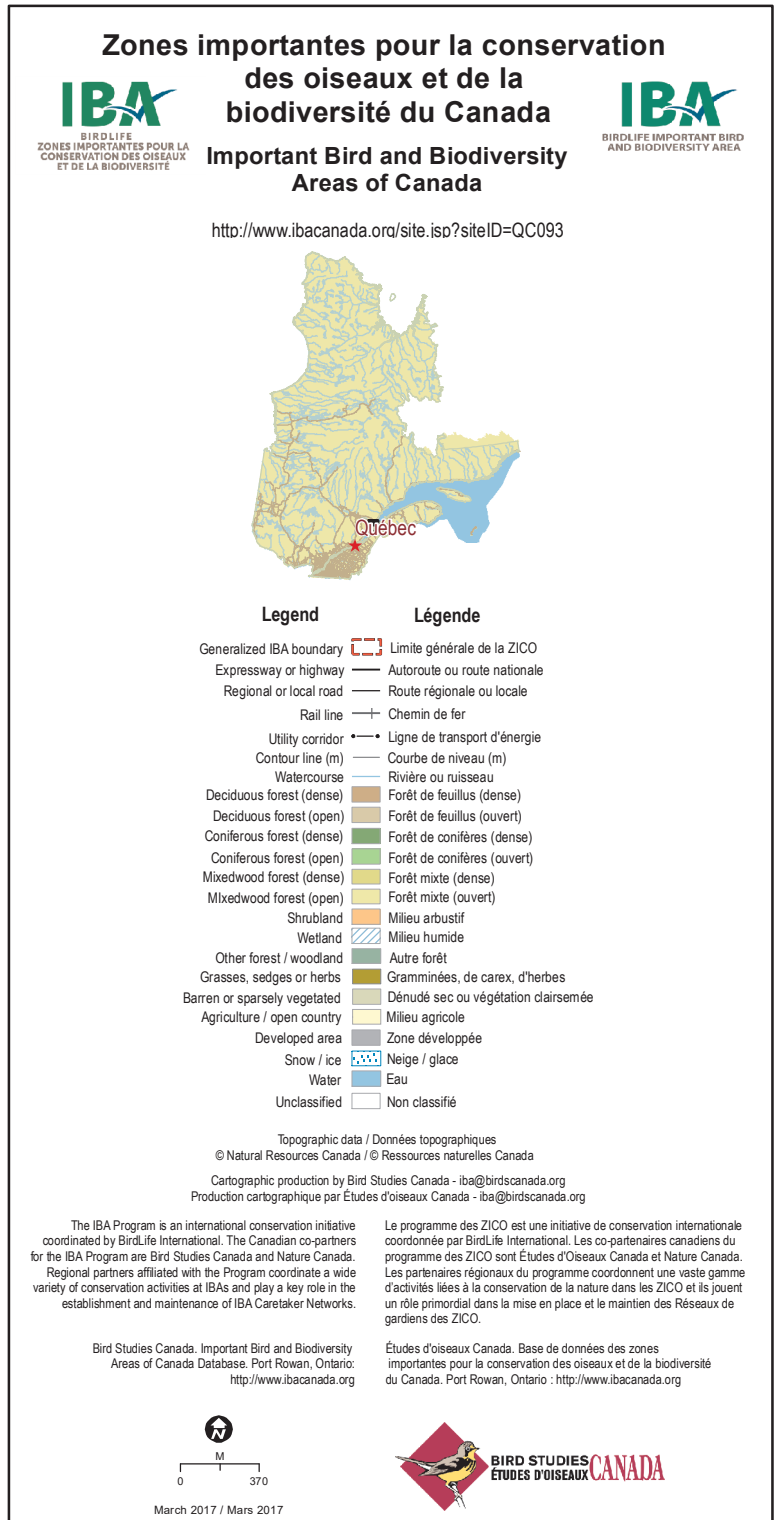 Zones importantes pour la conservation
des oiseaux et de la
biodiversité du Canada
IBA
BIRDLIFE
ZONES IMPORTANTES POUR LA
CONSERVATION DES OISEAUX
ET DE LA BIODIVERSITÉ
IBA
BIRDLIFE IMPORTANT BIRD
AND BIODIVERSITY AREA
Important Bird and Biodiversity
Areas of Canada
http://www.ibacanada.org/site.jsp?siteID=QC093
Québec
Legend Légende
Generalized IBA boundary Limite générale de la ZICO
Expressway or highway Autoroute ou route nationale
Regional or local road Route régionale ou locale
Rail line Chemin de fer
Utility corridor Ligne de transport d'énergie
Contour line (m) Courbe de niveau (m)
Watercourse Rivière ou ruisseau
Deciduous forest (dense) Forêt de feuillus (dense)
Deciduous forest (open) Forêt de feuillus (ouvert)
Coniferous forest (dense) Forêt de conifères (dense)
Coniferous forest (open) Forêt de conifères (ouvert)
Mixedwood forest (dense) Forêt mixte (dense)
MIxedwood forest (open) Forêt mixte (ouvert)
Shrubland Milieu arbustif
Wetland Milieu humide
Other forest / woodland Autre forêt
Grasses, sedges or herbs Gramminées, de carex, d'herbes
Barren or sparsely vegetated Dénudé sec ou végétation clairsemée
Agriculture / open country Milieu agricole
Developed area Zone développée
Snow / ice Neige / glace
Water Eau
Unclassified Non classifié
Topographic data / Données topographiques
© Natural Resources Canada / © Ressources naturelles Canada
Cartographic production by Bird Studies Canada - iba@birdscanada.org
Production cartographique par Études d'oiseaux Canada - iba@birdscanada.org
The IBA Program is an international conservation initiative
coordinated by BirdLife International. The Canadian co-partners
for the IBA Program are Bird Studies Canada and Nature Canada.
Regional partners affiliated with the Program coordinate a wide
variety of conservation activities at IBAs and play a key role in the
establishment and maintenance of IBA Caretaker Networks.
Le programme des ZICO est une initiative de conservation internationale
coordonnée par BirdLife International. Les co-partenaires canadiens du
programme des ZICO sont Études d'Oiseaux Canada et Nature Canada.
Les partenaires régionaux du programme coordonnent une vaste gamme
d'activités liées à la conservation de la nature dans les ZICO et ils jouent
un rôle primordial dans la mise en place et le maintien des Réseaux de
gardiens des ZICO.
Bird Studies Canada. Important Bird and Biodiversity
Areas of Canada Database. Port Rowan, Ontario:
http://www.ibacanada.org
Études d'oiseaux Canada. Base de données des zones
importantes pour la conservation des oiseaux et de la biodiversité
du Canada. Port Rowan, Ontario : http://www.ibacanada.org
N
M
0 370
March 2017 / Mars 2017
BIRD STUDIES
ÉTUDES D'OISEAUX CANADA